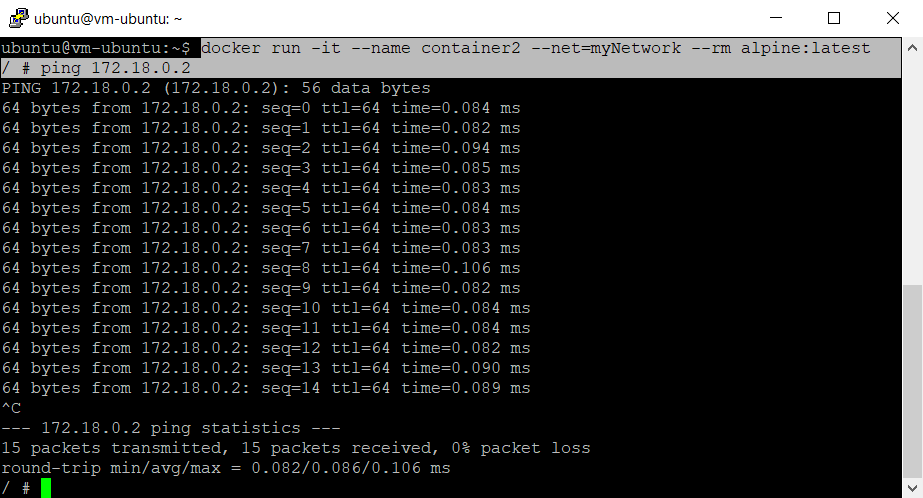 ubuntu@vm-ubuntu: ~
ubuntu@vm-ubuntu:~$ docker run -it --name container2 --net=myNetwork --rm alpine:latest
/ # ping 172.18.0.2
PING 172.18.0.2 (172.18.0.2): 56 data bytes
64 bytes from 172.18.0.2: seq=0 ttl=64 time=0.084 ms
64 bytes from 172.18.0.2: seq=1 ttl=64 time=0.082 ms
64 bytes from 172.18.0.2: seq=2 ttl=64 time=0.094 ms
64 bytes from 172.18.0.2: seq=3 ttl=64 time=0.085 ms
64 bytes from 172.18.0.2: seq=4 ttl=64 time=0.083 ms
64 bytes from 172.18.0.2: seq=5 ttl=64 time=0.084 ms
64 bytes from 172.18.0.2: seq=6 ttl=64 time=0.083 ms
64 bytes from 172.18.0.2: seq=7 ttl=64 time=0.083 ms
64 bytes from 172.18.0.2: seq=8 ttl=64 time=0.106 ms
64 bytes from 172.18.0.2: seq=9 ttl=64 time=0.082 ms
64 bytes from 172.18.0.2: seq=10 ttl=64 time=0.084 ms
64 bytes from 172.18.0.2: seq=11 ttl=64 time=0.084 ms
64 bytes from 172.18.0.2: seq=12 ttl=64 time=0.082 ms
64 bytes from 172.18.0.2: seq=13 ttl=64 time=0.090 ms
64 bytes from 172.18.0.2: seq=14 ttl=64 time=0.089 ms
^C
--- 172.18.0.2 ping statistics ---
15 packets transmitted, 15 packets received, 0% packet loss
round-trip min/avg/max = 0.082/0.086/0.106 ms
/ #